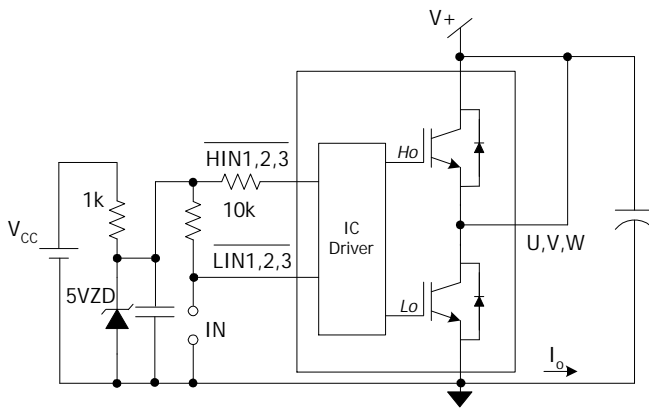 V+
HIN1,2,3
Ho
1k
10k
IC
Driver
VCC
U,V,W
LIN1,2,3
5VZD
Lo
IN
Io